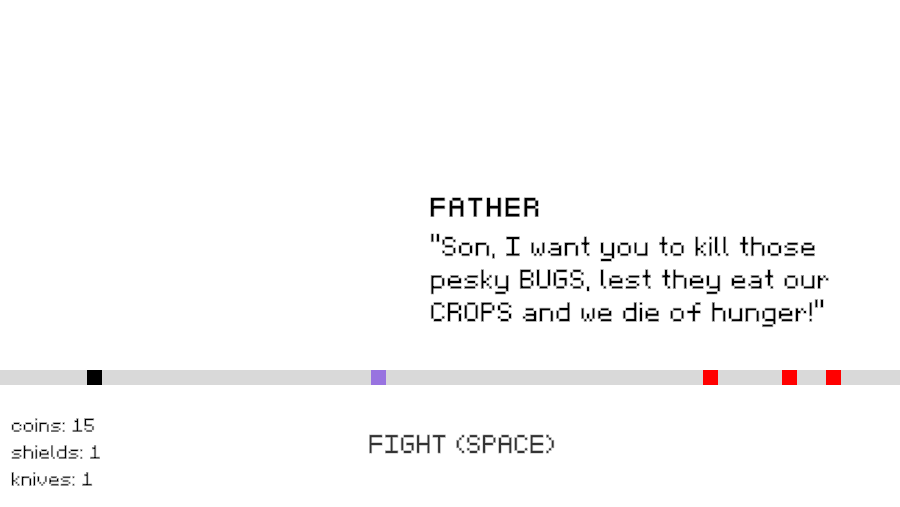 FATHER
"Son, I want you to kill those
pesky BUGS, lest they eat our
CROPS and we die of hunger!"
coins: 15
shields: 1
knives: 1
FIGHT (SPACE)